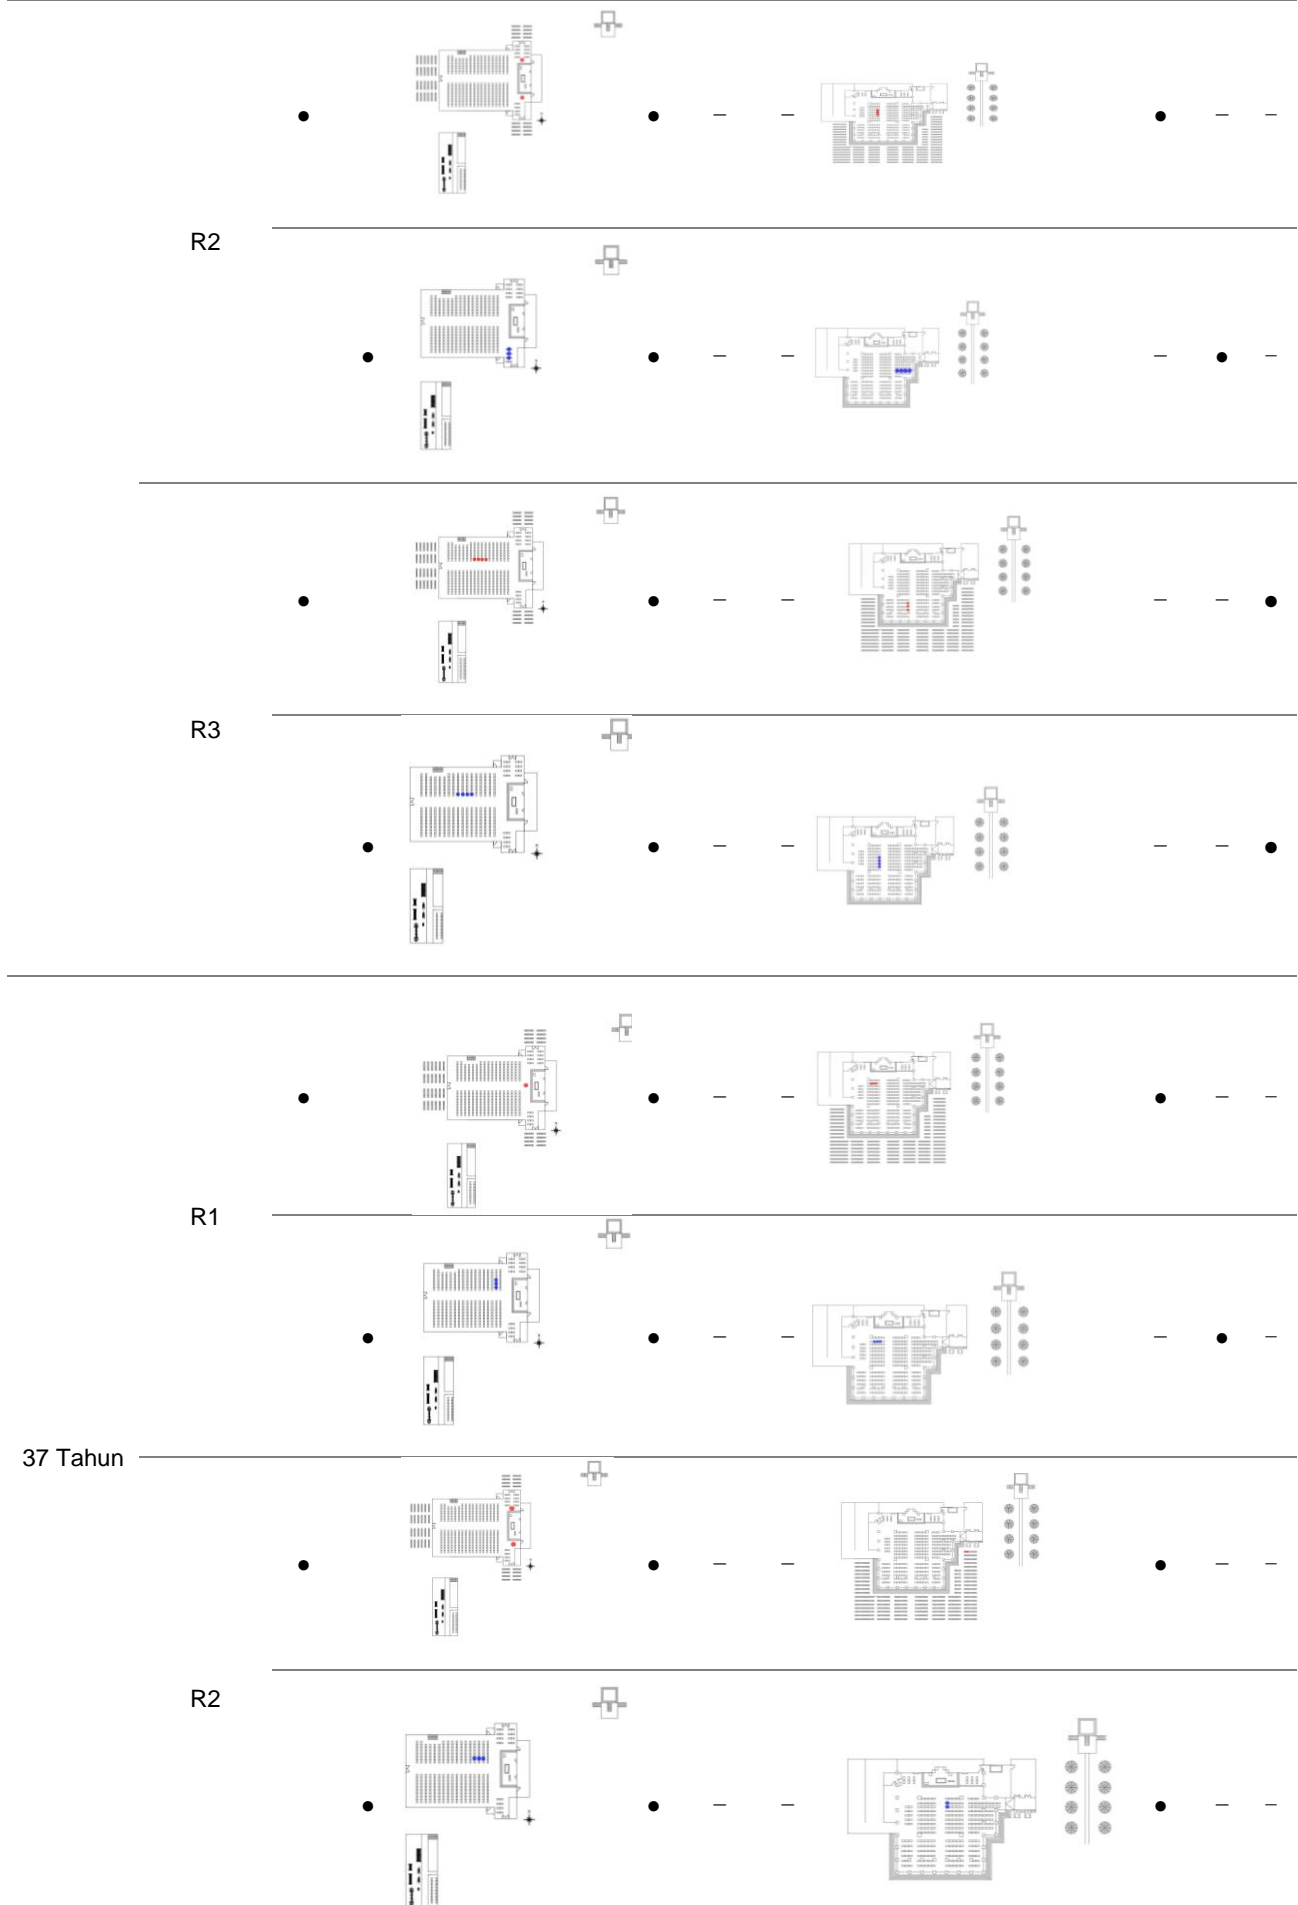 • • – – • – –
R2
• • – – – • –
• • – – – – •
R3
• • – – – – •
• • – – • – –
R1
• • – – – • –
37 Tahun
• • – – • – –
R2
• • – – • – –